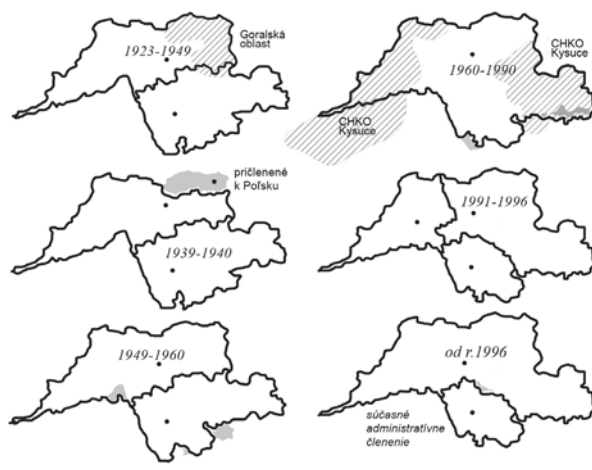 1923-1949
Goralská
oblast
pričlenené
k Poľsku
1939-1940
1949-1960
CHKO
Kysuce
1960-1990
CHKO
Kysuce
1991-1996
od r.1996
súčasné
administratívne
členenie